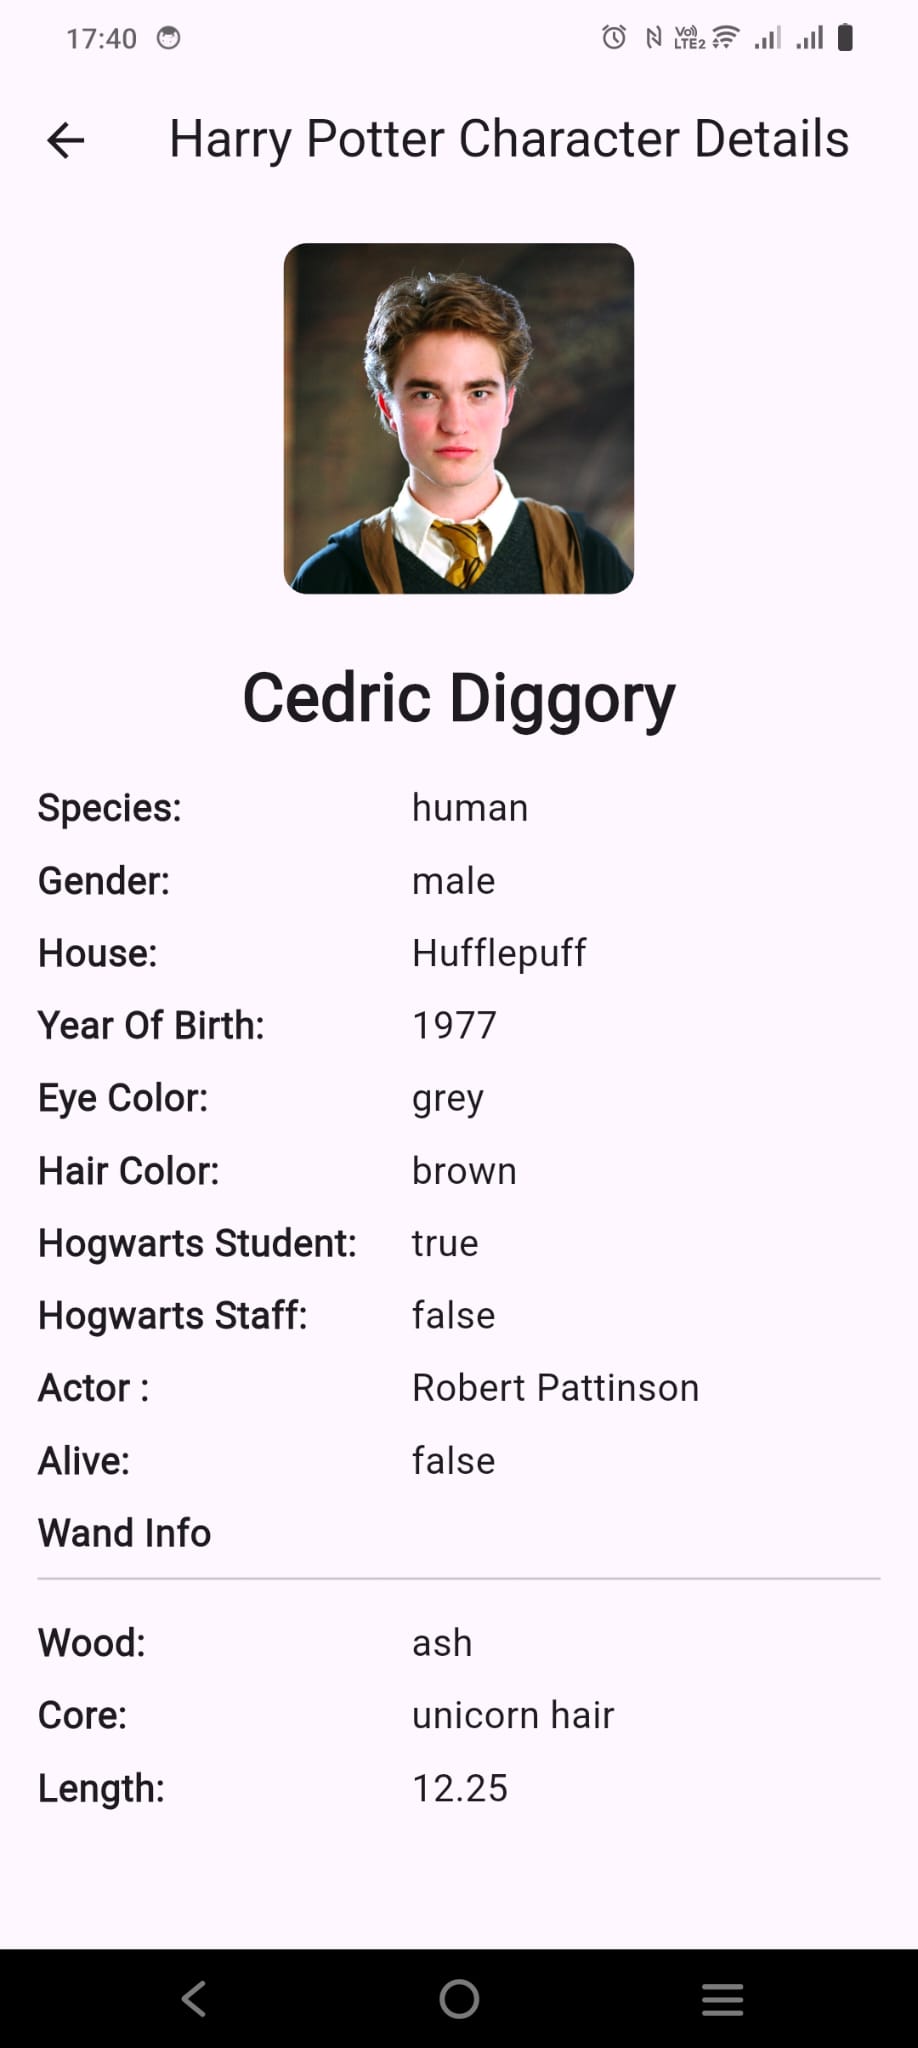 17:40
Vo)) LTE2
Harry Potter Character Details
Cedric Diggory
Species: human
Gender: male
House: Hufflepuff
Year Of Birth: 1977
Eye Color: grey
Hair Color: brown
Hogwarts Student: true
Hogwarts Staff: false
Actor : Robert Pattinson
Alive: false
Wand Info
Wood: ash
Core: unicorn hair
Length: 12.25